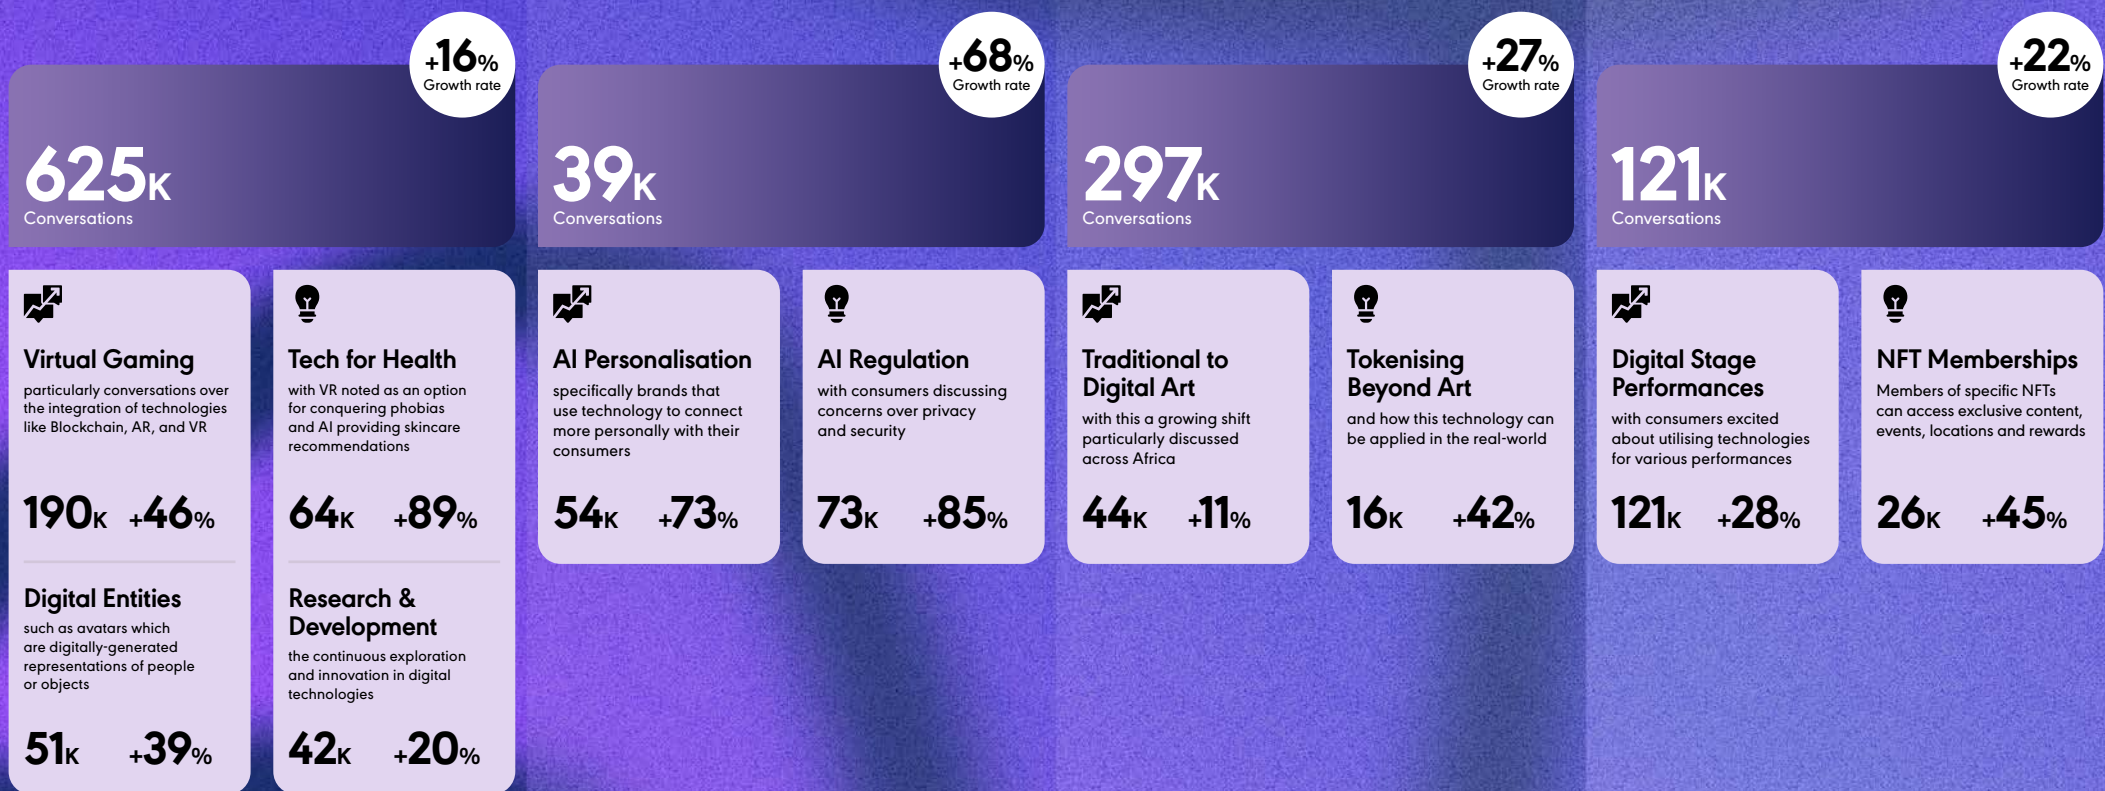 +16%
Growth rate
625K
Conversations
Virtual Gaming
particularly conversations over
the integration of technologies
like Blockchain, AR, and VR
190K +46%
Digital Entities
such as avatars which
are digitally-generated
representations of people
or objects
51K +39%
Tech for Health
with VR noted as an option
for conquering phobias
and AI providing skincare
recommendations
64K +89%
Research &
Development
the continuous exploration
and innovation in digital
technologies
42K +20%
+68%
Growth rate
39K
Conversations
AI Personalisation
specifically brands that
use technology to connect
more personally with their
consumers
54K +73%
AI Regulation
with consumers discussing
concerns over privacy
and security
73K +85%
+27%
Growth rate
297K
Conversations
Traditional to
Digital Art
with this a growing shift
particularly discussed
across Africa
44K +11%
Tokenising
Beyond Art
and how this technology can
be applied in the real-world
16K +42%
+22%
Growth rate
121K
Conversations
Digital Stage
Performances
with consumers excited
about utilising technologies
for various performances
121K +28%
NFT Memberships
Members of specific NFTs
can access exclusive content,
events, locations and rewards
26K +45%